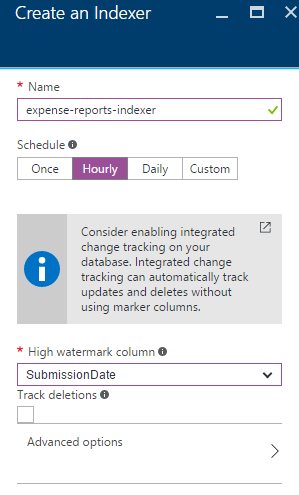 Create an Indexer
* Name
expense-reports-indexer
Schedule
Once Hourly Daily Custom
Consider enabling integrated
change tracking on your
database. Integrated change
tracking can automatically track
updates and deletes without
using marker columns.
* High watermark column
SubmissionDate
Track deletions
Advanced options